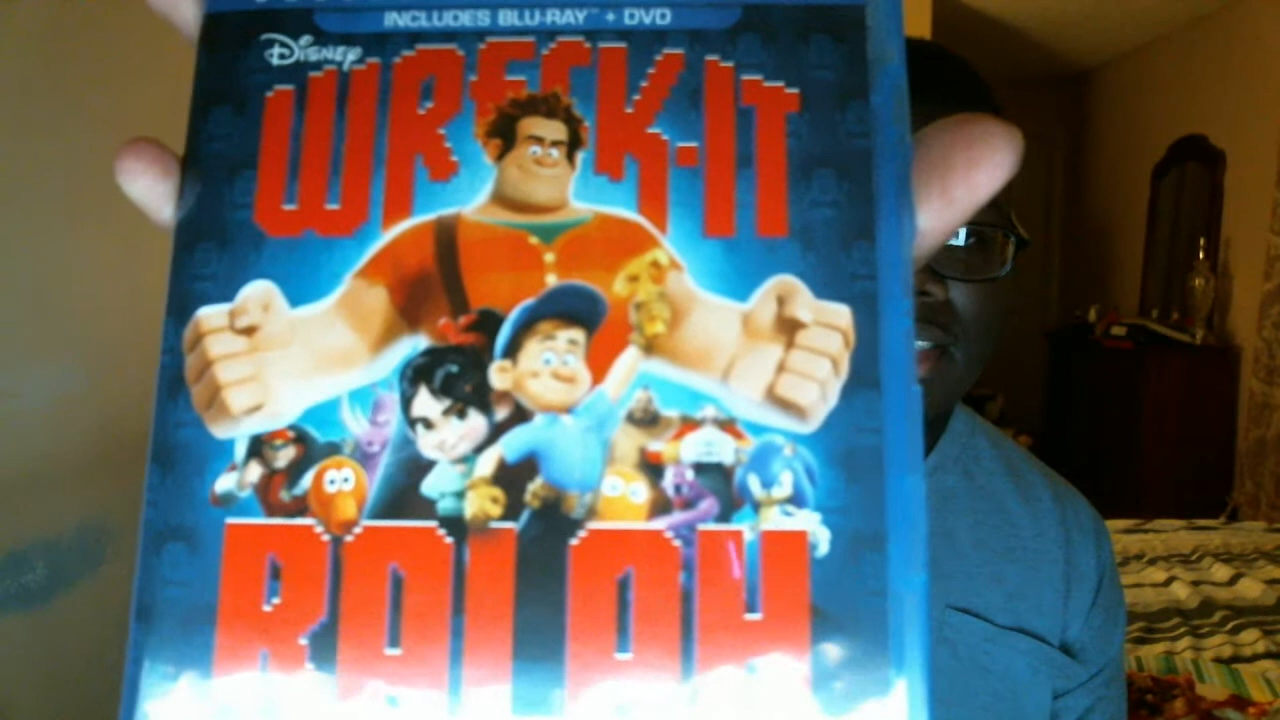 INCLUDES BLU-RAY™ + DVD
DISNEY
WRECK-IT
RALPH